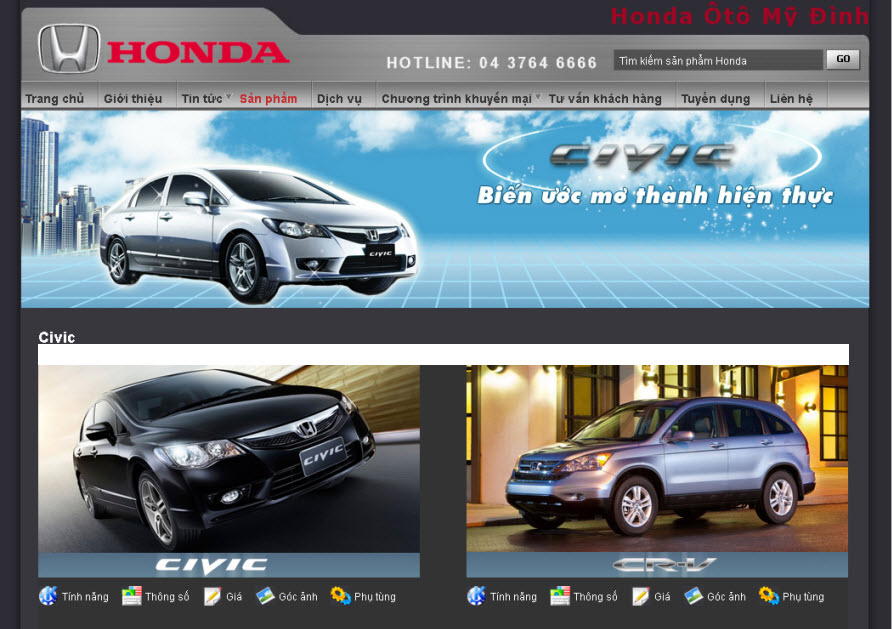 Honda Ôtô Mỹ Đình
HONDA
HOTLINE: 04 3764 6666
Tìm kiếm sản phẩm Honda
GO
Trang chủ Giới thiệu Tin tức Sản phẩm Dịch vụ Chương trình khuyến mại Tư vấn khách hàng Tuyển dụng Liên hệ
CIVIC
Biến ước mơ thành hiện thực
CIVIC
Civic
CIVIC
CIVIC
CR-V
Tính năng Thông số Giá Góc ảnh Phụ tùng
Tính năng Thông số Giá Góc ảnh Phụ tùng